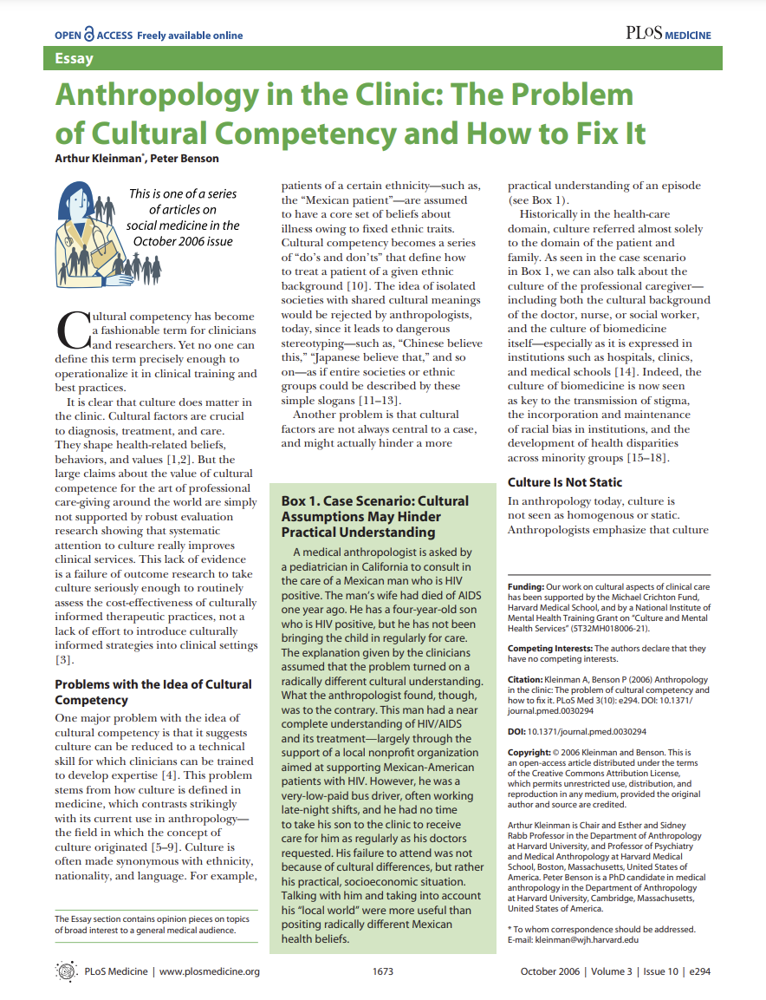 OPEN ACCESS Freely available online
PLoS MEDICINE
Essay
Anthropology in the Clinic: The Problem
of Cultural Competency and How to Fix It
Arthur Kleinman*, Peter Benson
This is one of a series
of articles on
social medicine in the
October 2006 issue
Cultural competency has become
a fashionable term for clinicians
and researchers. Yet no one can
define this term precisely enough to
operationalize it in clinical training and
best practices.
It is clear that culture does matter in
the clinic. Cultural factors are crucial
to diagnosis, treatment, and care.
They shape health-related beliefs,
behaviors, and values [1,2]. But the
large claims about the value of cultural
competence for the art of professional
care-giving around the world are simply
not supported by robust evaluation
research showing that systematic
attention to culture really improves
clinical services. This lack of evidence
is a failure of outcome research to take
culture seriously enough to routinely
assess the cost-effectiveness of culturally
informed therapeutic practices, not a
lack of effort to introduce culturally
informed strategies into clinical settings
[3].
Problems with the Idea of Cultural
Competency
One major problem with the idea of
cultural competency is that it suggests
culture can be reduced to a technical
skill for which clinicians can be trained
to develop expertise [4]. This problem
stems from how culture is defined in
medicine, which contrasts strikingly
with its current use in anthropology—
the field in which the concept of
culture originated [5–9]. Culture is
often made synonymous with ethnicity,
nationality, and language. For example,
The Essay section contains opinion pieces on topics
of broad interest to a general medical audience.
patients of a certain ethnicity—such as,
the “Mexican patient”—are assumed
to have a core set of beliefs about
illness owing to fixed ethnic traits.
Cultural competency becomes a series
of “do’s and don’ts” that define how
to treat a patient of a given ethnic
background [10]. The idea of isolated
societies with shared cultural meanings
would be rejected by anthropologists,
today, since it leads to dangerous
stereotyping—such as, “Chinese believe
this,” “Japanese believe that,” and so
on—as if entire societies or ethnic
groups could be described by these
simple slogans [11–13].
Another problem is that cultural
factors are not always central to a case,
and might actually hinder a more
Box 1. Case Scenario: Cultural
Assumptions May Hinder
Practical Understanding
A medical anthropologist is asked by
a pediatrician in California to consult in
the care of a Mexican man who is HIV
positive. The man’s wife had died of AIDS
one year ago. He has a four-year-old son
who is HIV positive, but he has not been
bringing the child in regularly for care.
The explanation given by the clinicians
assumed that the problem turned on a
radically different cultural understanding.
What the anthropologist found, though,
was to the contrary. This man had a near
complete understanding of HIV/AIDS
and its treatment—largely through the
support of a local nonprofit organization
aimed at supporting Mexican-American
patients with HIV. However, he was a
very-low-paid bus driver, often working
late-night shifts, and he had no time
to take his son to the clinic to receive
care for him as regularly as his doctors
requested. His failure to attend was not
because of cultural differences, but rather
his practical, socioeconomic situation.
Talking with him and taking into account
his “local world” were more useful than
positing radically different Mexican
health beliefs.
practical understanding of an episode
(see Box 1).
Historically in the health-care
domain, culture referred almost solely
to the domain of the patient and
family. As seen in the case scenario
in Box 1, we can also talk about the
culture of the professional caregiver—
including both the cultural background
of the doctor, nurse, or social worker,
and the culture of biomedicine
itself—especially as it is expressed in
institutions such as hospitals, clinics,
and medical schools [14]. Indeed, the
culture of biomedicine is now seen
as key to the transmission of stigma,
the incorporation and maintenance
of racial bias in institutions, and the
development of health disparities
across minority groups [15–18].
Culture Is Not Static
In anthropology today, culture is
not seen as homogenous or static.
Anthropologists emphasize that culture
Funding: Our work on cultural aspects of clinical care
has been supported by the Michael Crichton Fund,
Harvard Medical School, and by a National Institute of
Mental Health Training Grant on “Culture and Mental
Health Services” (5T32MH018006-21).
Competing Interests: The authors declare that they
have no competing interests.
Citation: Kleinman A, Benson P (2006) Anthropology
in the clinic: The problem of cultural competency and
how to fix it. PLoS Med 3(10): e294. DOI: 10.1371/
journal.pmed.0030294
DOI: 10.1371/journal.pmed.0030294
Copyright: © 2006 Kleinman and Benson. This is
an open-access article distributed under the terms
of the Creative Commons Attribution License,
which permits unrestricted use, distribution, and
reproduction in any medium, provided the original
author and source are credited.
Arthur Kleinman is Chair and Esther and Sidney
Rabb Professor in the Department of Anthropology
at Harvard University, and Professor of Psychiatry
and Medical Anthropology at Harvard Medical
School, Boston, Massachusetts, United States of
America. Peter Benson is a PhD candidate in medical
anthropology in the Department of Anthropology
at Harvard University, Cambridge, Massachusetts,
United States of America.
* To whom correspondence should be addressed.
E-mail: kleinman@wjh.harvard.edu
PLoS Medicine | www.plosmedicine.org
1673
October 2006 | Volume 3 | Issue 10 | e294